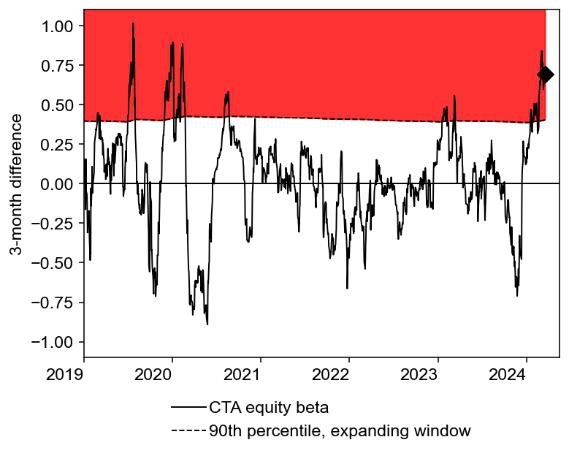 1.00
0.75
0.50
0.25
0.00
−0.25
−0.50
−0.75
−1.00
3-month difference
2019 2020 2021 2022 2023 2024
CTA equity beta
90th percentile, expanding window